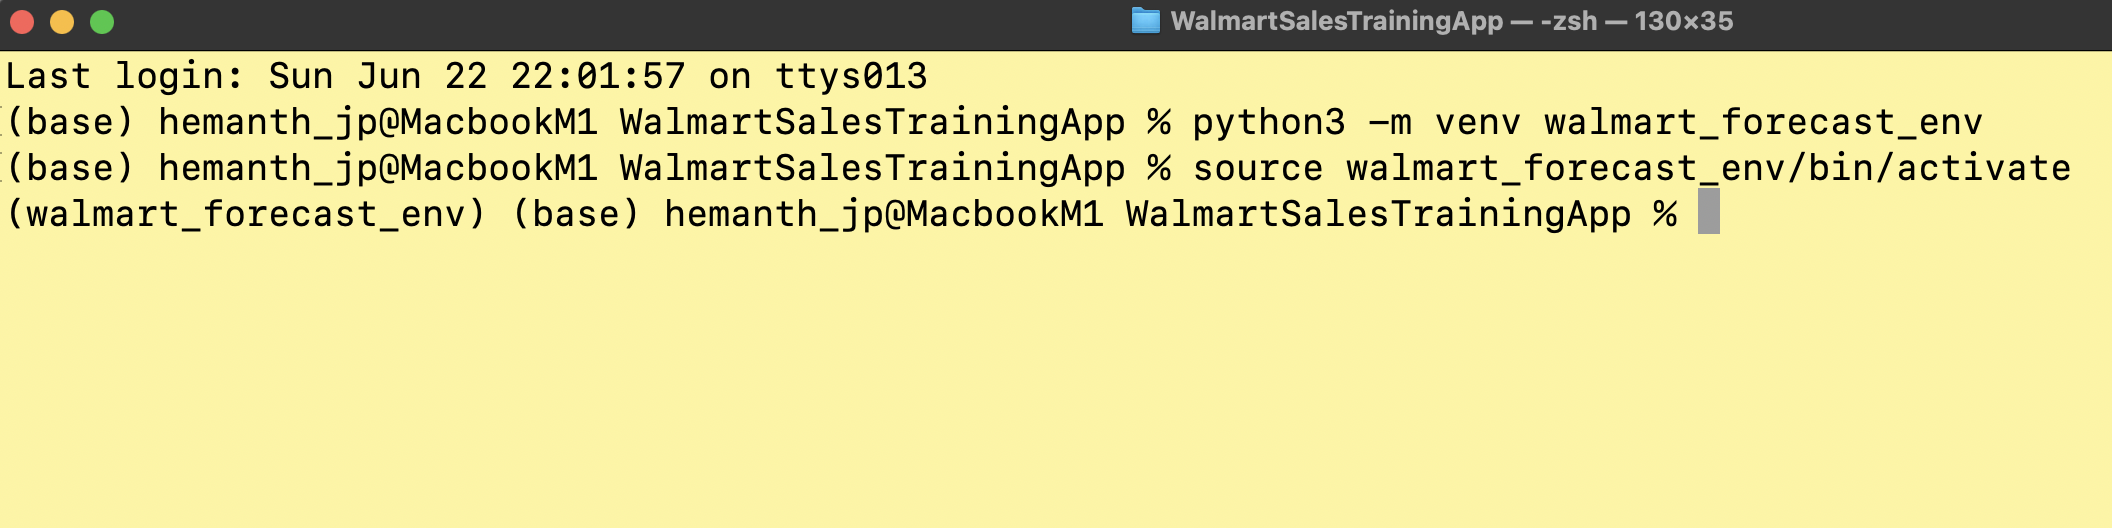 WalmartSalesTrainingApp — -zsh — 130×35
Last login: Sun Jun 22 22:01:57 on ttys013
(base) hemanth_jp@MacbookM1 WalmartSalesTrainingApp % python3 -m venv walmart_forecast_env
(base) hemanth_jp@MacbookM1 WalmartSalesTrainingApp % source walmart_forecast_env/bin/activate
(walmart_forecast_env) (base) hemanth_jp@MacbookM1 WalmartSalesTrainingApp %